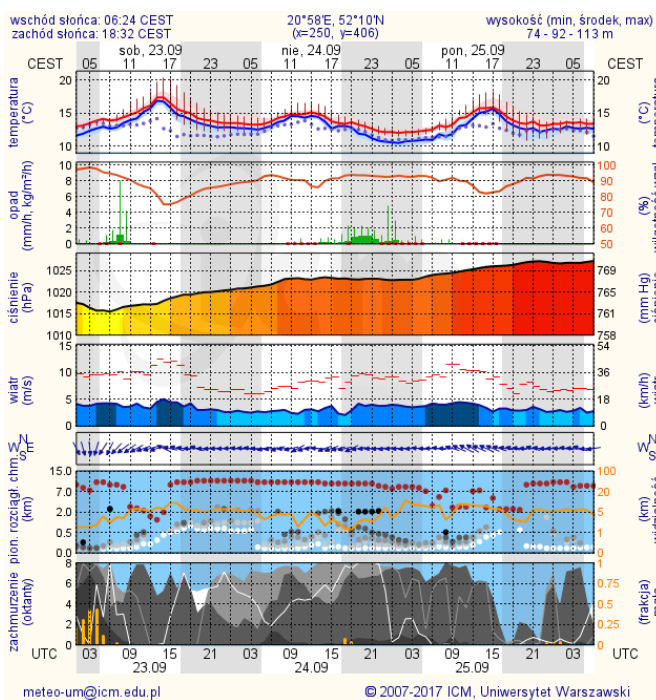 wschód słońca: 06:24 CEST 20°58'E, 52°10'N wysokość (min, środek, max)
zachód słońca: 18:32 CEST (x=250, y=406) 74 - 92 - 113 m
sob, 23.09 nie, 24.09 pon, 25.09
CEST 05 11 17 23 05 11 17 23 05 11 17 23 05 CEST
temperatura (°C) 20 15 10 20 15 10 (°C)
opad (mm/h, kg/m²/h) 10 8 6 4 2 0 100 90 80 70 60 50 (%)
ciśnienie (hPa) 1025 1020 1015 1010 769 765 761 758 mm Hg ciśnienie
wiatr m/s 15 10 5 0 54 36 18 0 (km/h) wiatr
W N E S W N S
pion. rozciągł. chm. (km) 15.0 7.0 2.0 0.5 0.0 100 20 5 1 0 (km)
zachmurzenie (oktanty) 8 6 4 2 0 1 0.75 0.5 0.25 0 (frakcja)
UTC 03 09 15 21 03 09 15 21 03 09 15 21 03 UTC
23.09 24.09 25.09
meteo-um@icm.edu.pl © 2007-2017 ICM, Uniwersytet Warszawski